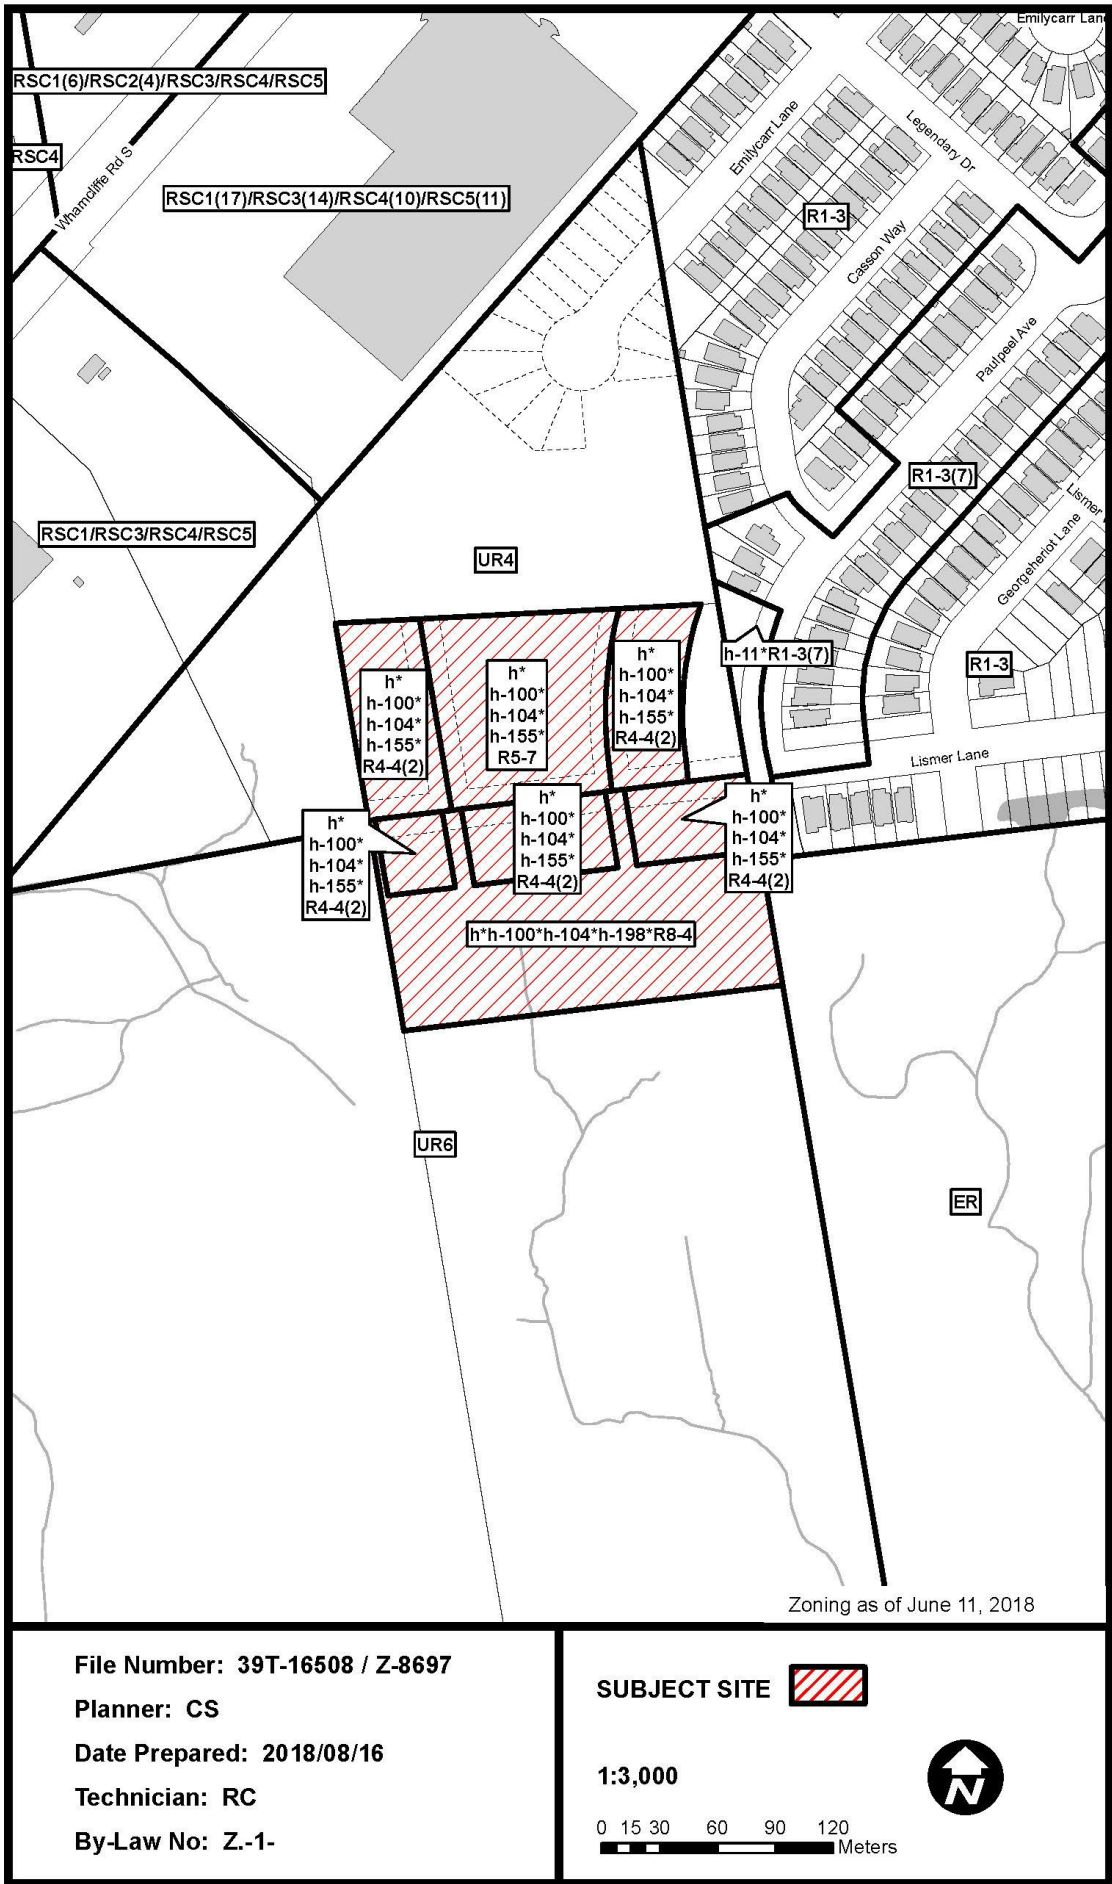 Emilycarr Lane
RSC1(6)/RSC2(4)/RSC3/RSC4/RSC5
RSC4
Wharncliffe Rd S
RSC1(17)/RSC3(14)/RSC4(10)/RSC5(11)
Emilycarr Lane
Legendary Dr
R1-3
Casson Way
Paulpeel Ave
R1-3(7)
Lismer
Georgeheriot Lane
RSC1/RSC3/RSC4/RSC5
UR4
h-11*R1-3(7)
R1-3
h*
h-100*
h-104*
h-155*
R4-4(2)
h*
h-100*
h-104*
h-155*
R5-7
h*
h-100*
h-104*
h-155*
R4-4(2)
Lismer Lane
h*
h-100*
h-104*
h-155*
R4-4(2)
h*
h-100*
h-104*
h-155*
R4-4(2)
h*
h-100*
h-104*
h-155*
R4-4(2)
h*h-100*h-104*h-198*R8-4
UR6
ER
Zoning as of June 11, 2018
File Number: 39T-16508 / Z-8697
Planner: CS
Date Prepared: 2018/08/16
Technician: RC
By-Law No: Z.-1-
SUBJECT SITE
1:3,000
0 15 30 60 90 120
Meters
N